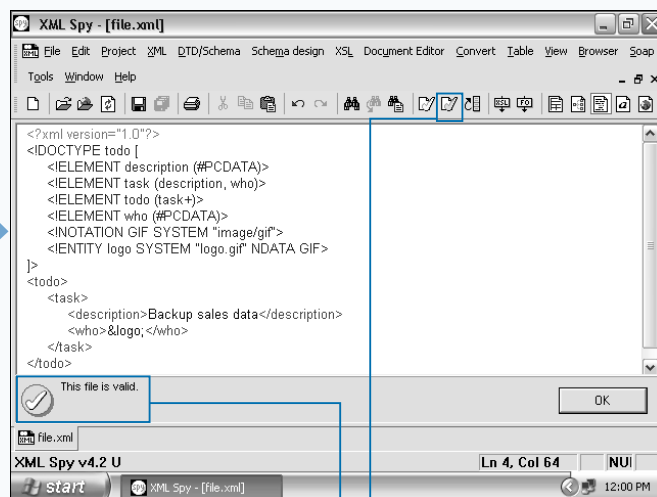 XML Spy - [file.xml]
File Edit Project XML DTD/Schema Schema design XSL Document Editor Convert Table View Browser Soap
Tools Window Help
<?xml version="1.0"?>
<!DOCTYPE todo [
<!ELEMENT description (#PCDATA)>
<!ELEMENT task (description, who)>
<!ELEMENT todo (task+)>
<!ELEMENT who (#PCDATA)>
<!NOTATION GIF SYSTEM "image/gif">
<!ENTITY logo SYSTEM "logo.gif" NDATA GIF>
]>
<todo>
<task>
<description>Backup sales data</description>
<who>&logo;</who>
</task>
</todo>
This file is valid.
OK
file.xml
XML Spy v4.2 U Ln 4, Col 64 NUI
start XML Spy - [file.xml] 12:00 PM